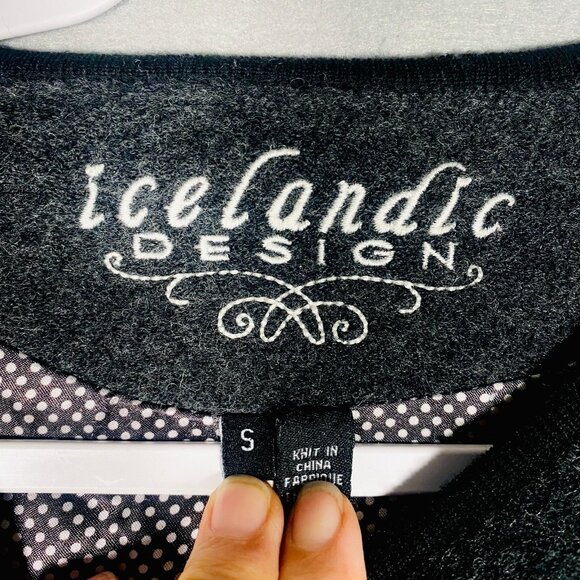 icelandic
DESIGN
S
KNIT IN
CHINA
FABRIQUE